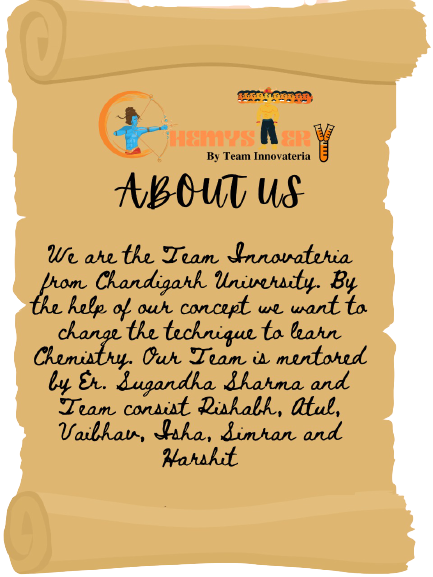 CHEMYSTERY
By Team Innovateria
ABOUT US
We are the Team Innovateria
from Chandigarh University. By
the help of our concept we want to
change the technique to learn
Chemistry. Our Team is mentored
by Er. Sugandha Sharma and
Team consist Rishabh, Atul,
Vaibhav, Isha, Simran and
Harshit